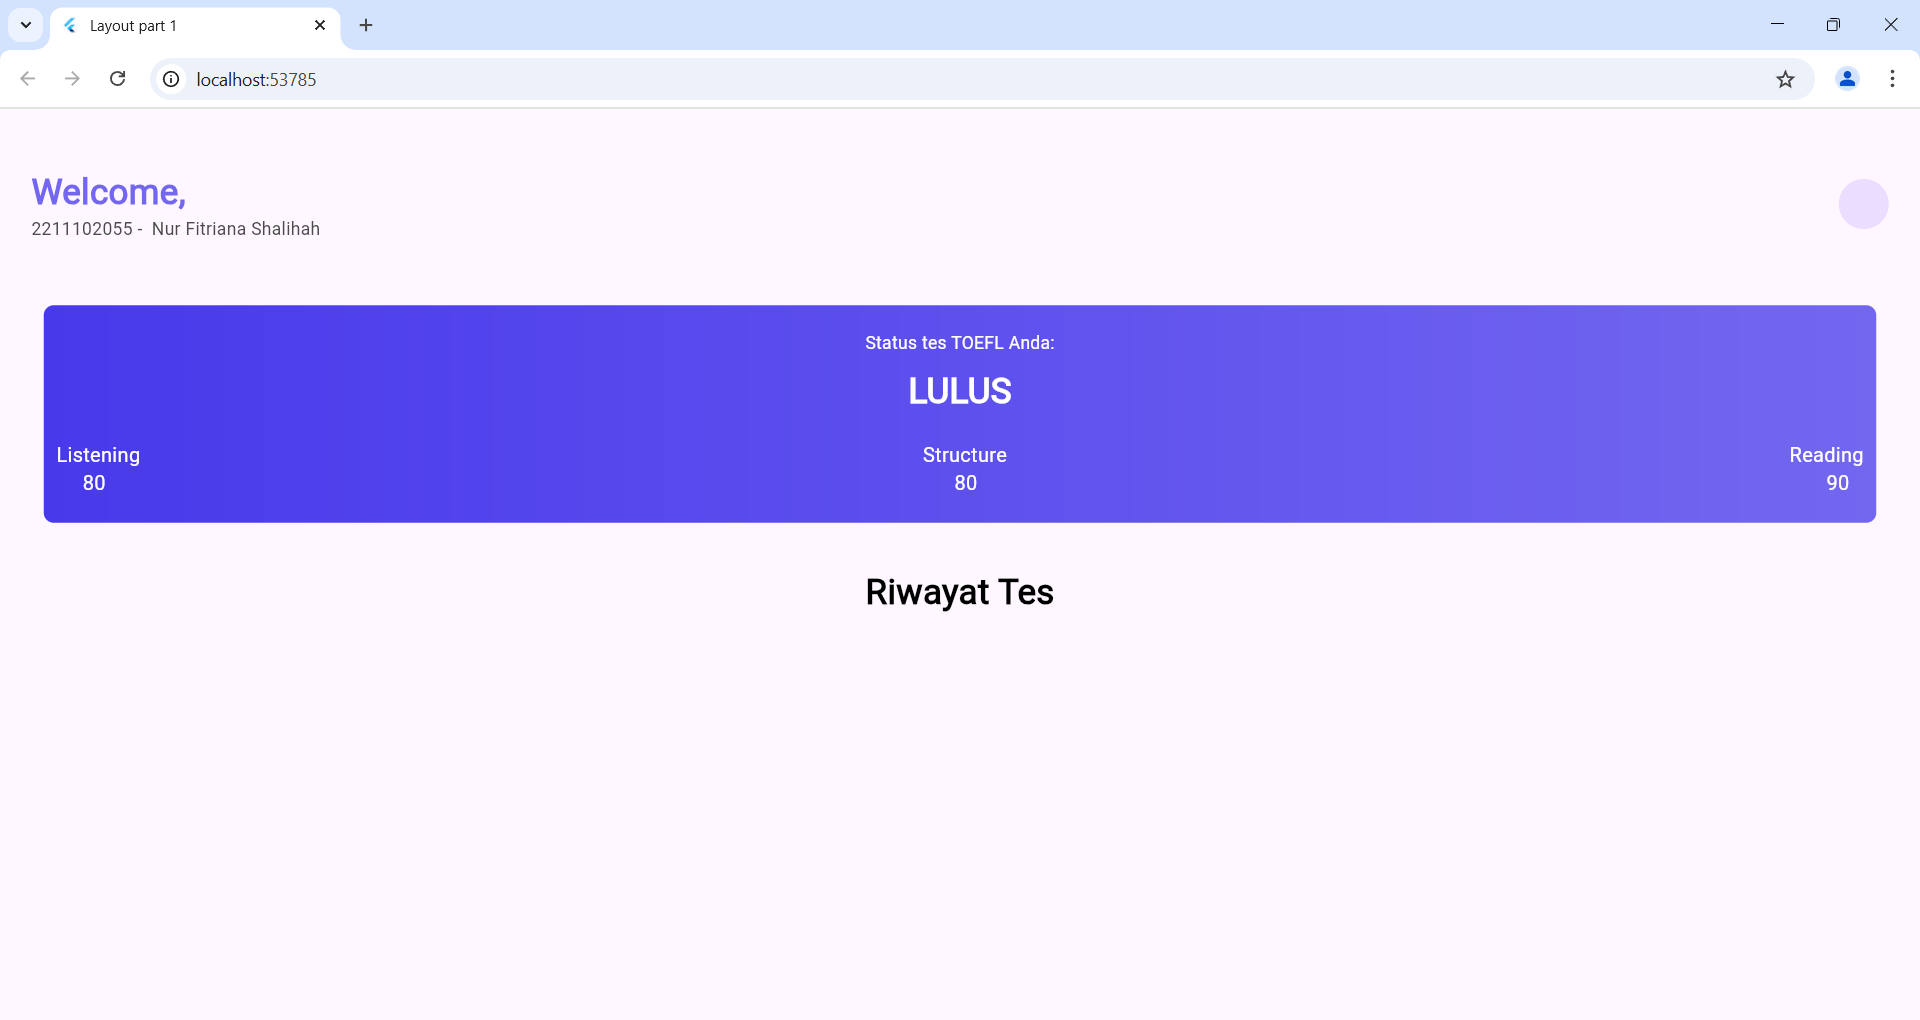 Layout part 1
localhost:53785
Welcome,
2211102055 -  Nur Fitriana Shalihah
Status tes TOEFL Anda:
LULUS
Listening Structure Reading
80 80 90
Riwayat Tes